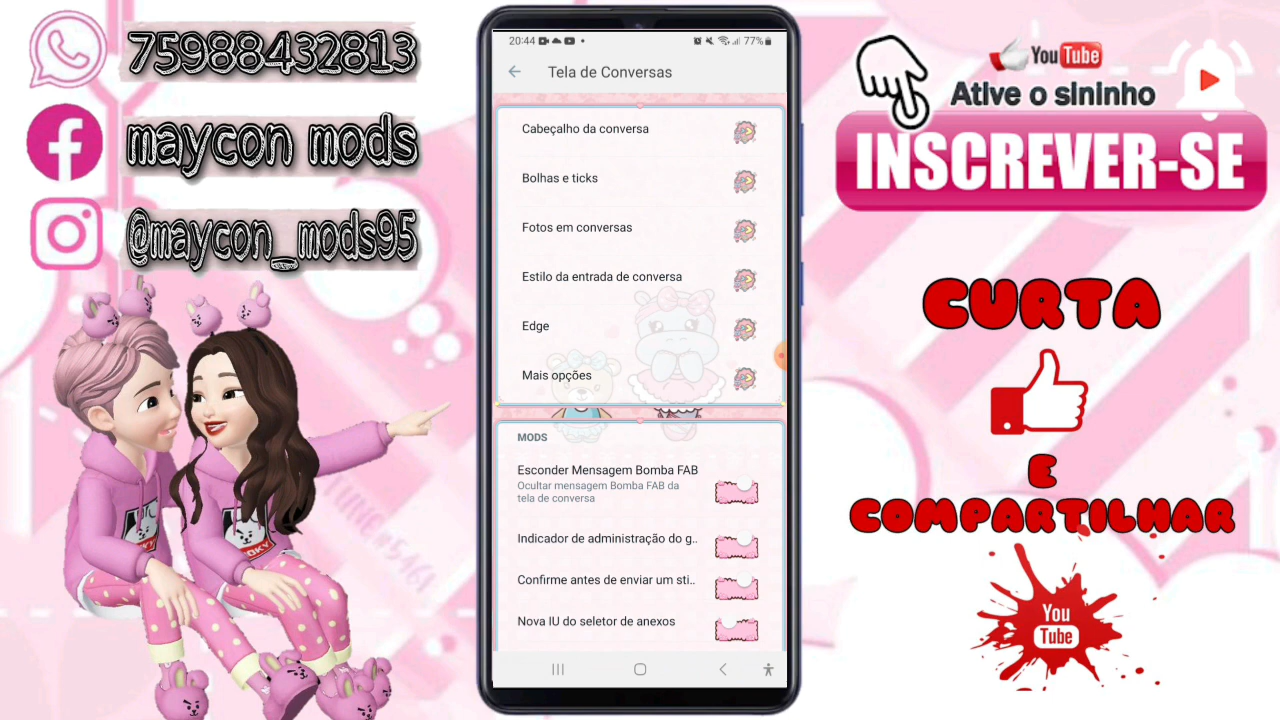 75988432813
maycon mods
@maycon_mods95
20:44
77%
Tela de Conversas
Cabeçalho da conversa
Bolhas e ticks
Fotos em conversas
Estilo da entrada de conversa
Edge
Mais opções
MODS
Esconder Mensagem Bomba FAB
Ocultar mensagem Bomba FAB da
tela de conversa
Indicador de administração do g..
Confirme antes de enviar um sti..
Nova IU do seletor de anexos
YouTube
Ative o sininho
INSCREVER-SE
CURTA
E
COMPARTILHAR
You
Tube